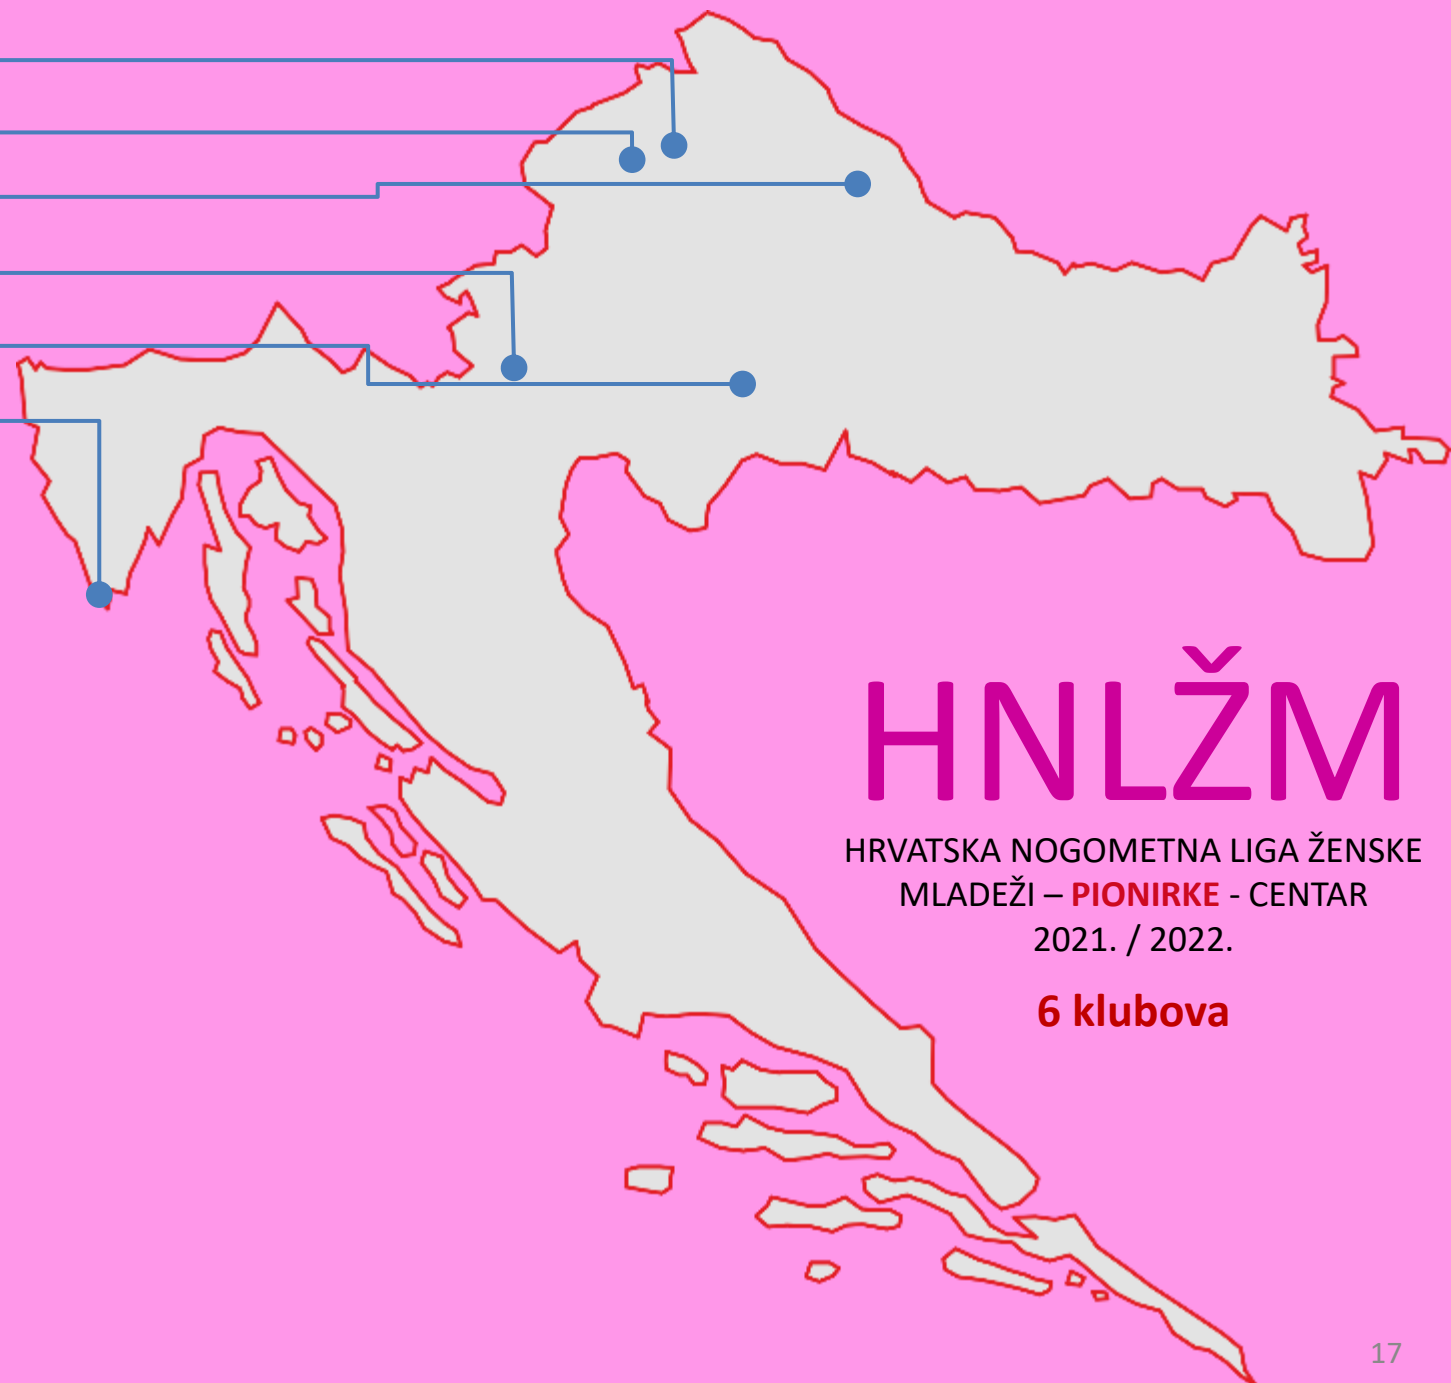 HNLŽM
HRVATSKA NOGOMETNA LIGA ŽENSKE
MLADEŽI – PIONIRKE - CENTAR
2021. / 2022.
6 klubova
17